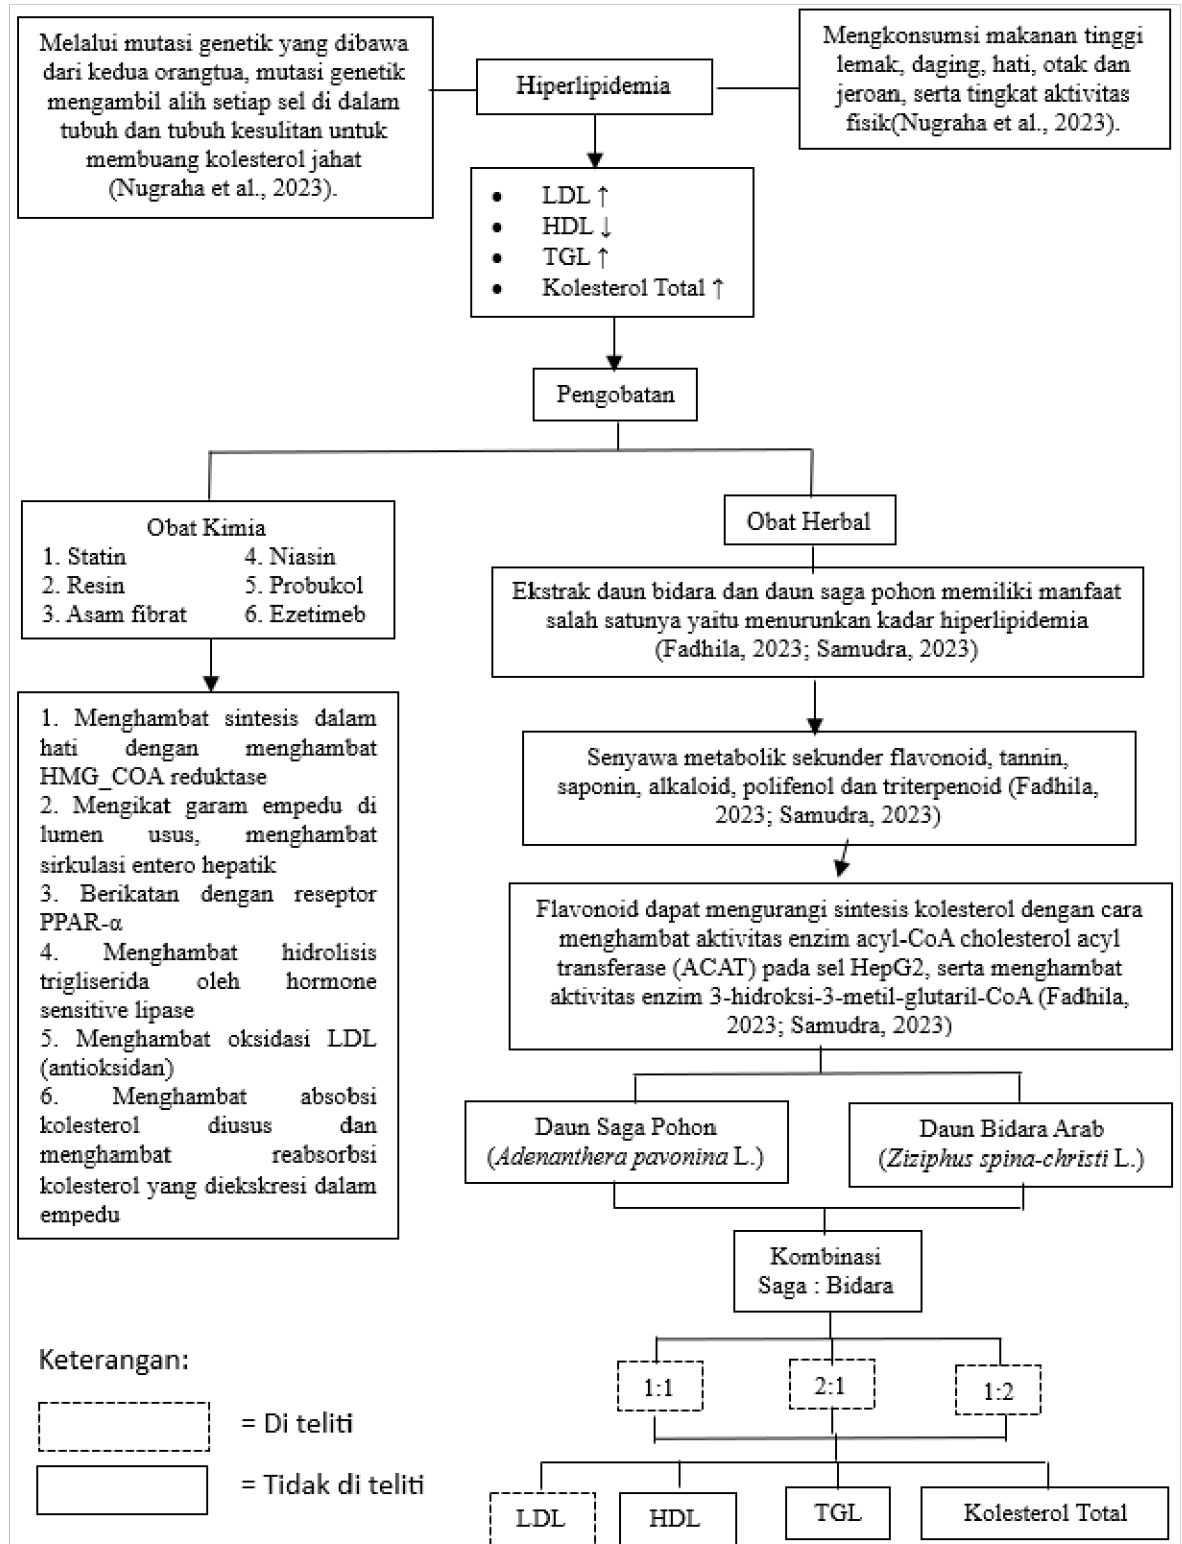 Melalui mutasi genetik yang dibawa
dari kedua orangtua, mutasi genetik
mengambil alih setiap sel di dalam
tubuh dan tubuh kesulitan untuk
membuang kolesterol jahat
(Nugraha et al., 2023).
Hiperlipidemia
Mengkonsumsi makanan tinggi
lemak, daging, hati, otak dan
jeroan, serta tingkat aktivitas
fisik(Nugraha et al., 2023).
• LDL ↑
• HDL ↓
• TGL ↑
• Kolesterol Total ↑
Pengobatan
Obat Kimia
1. Statin 4. Niasin
2. Resin 5. Probukol
3. Asam fibrat 6. Ezetimeb
1. Menghambat sintesis dalam
hati dengan menghambat
HMG_COA reduktase
2. Mengikat garam empedu di
lumen usus, menghambat
sirkulasi entero hepatik
3. Berikatan dengan reseptor
PPAR-α
4. Menghambat hidrolisis
trigliserida oleh hormone
sensitive lipase
5. Menghambat oksidasi LDL
(antioksidan)
6. Menghambat absobsi
kolesterol diusus dan
menghambat reabsorbsi
kolesterol yang diekskresi dalam
empedu
Obat Herbal
Ekstrak daun bidara dan daun saga pohon memiliki manfaat
salah satunya yaitu menurunkan kadar hiperlipidemia
(Fadhila, 2023; Samudra, 2023)
Senyawa metabolik sekunder flavonoid, tannin,
saponin, alkaloid, polifenol dan triterpenoid (Fadhila,
2023; Samudra, 2023)
Flavonoid dapat mengurangi sintesis kolesterol dengan cara
menghambat aktivitas enzim acyl-CoA cholesterol acyl
transferase (ACAT) pada sel HepG2, serta menghambat
aktivitas enzim 3-hidroksi-3-metil-glutaril-CoA (Fadhila,
2023; Samudra, 2023)
Daun Saga Pohon
(Adenanthera pavonina L.)
Daun Bidara Arab
(Ziziphus spina-christi L.)
Kombinasi
Saga : Bidara
1:1
2:1
1:2
LDL
HDL
TGL
Kolesterol Total
Keterangan:
= Di teliti
= Tidak di teliti